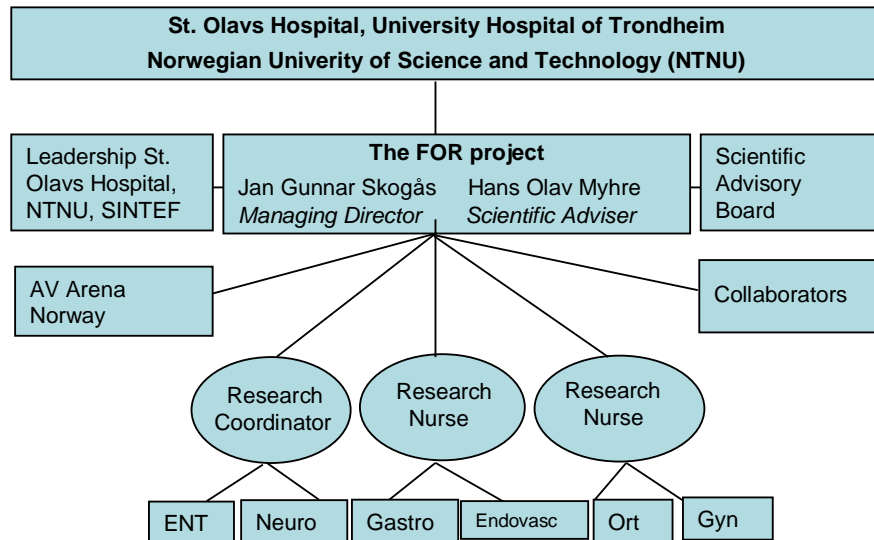 St. Olavs Hospital, University Hospital of Trondheim
Norwegian Univerity of Science and Technology (NTNU)
Leadership St.
Olavs Hospital,
NTNU, SINTEF
The FOR project
Jan Gunnar Skogås Hans Olav Myhre
Managing Director Scientific Adviser
Scientific
Advisory
Board
AV Arena
Norway
Collaborators
Research
Coordinator
Research
Nurse
Research
Nurse
ENT Neuro Gastro Endovasc Ort Gyn